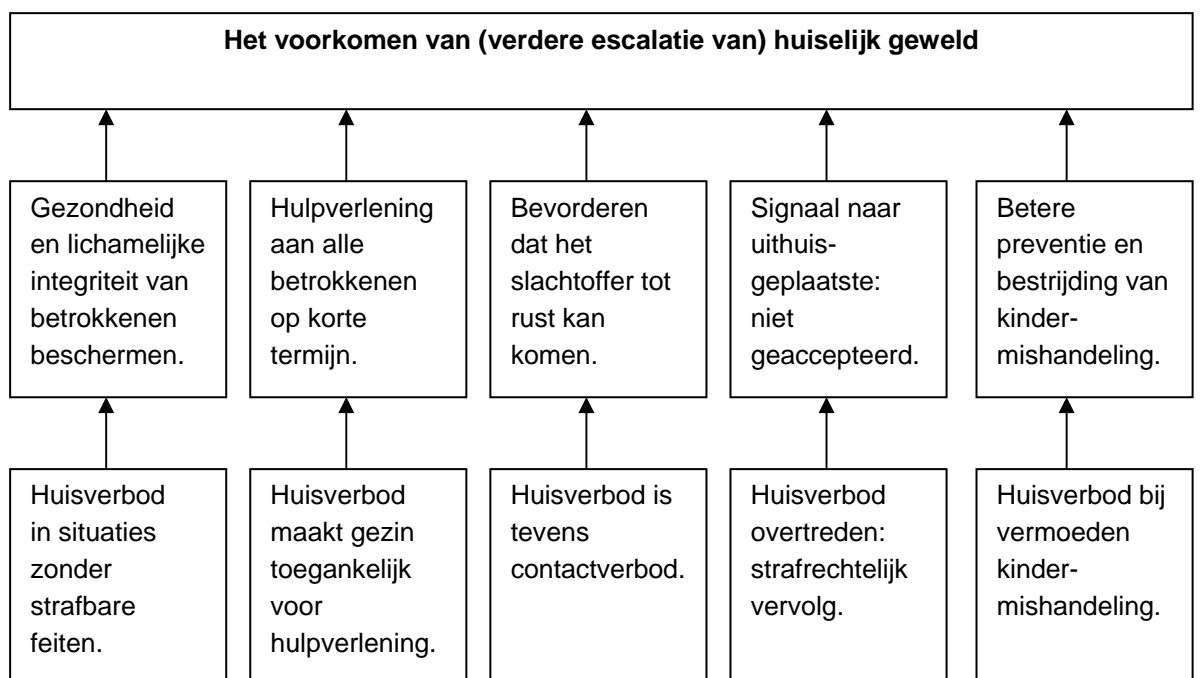 Het voorkomen van (verdere escalatie van) huiselijk geweld
Gezondheid
en lichamelijke
integriteit van
betrokkenen
beschermen.
Hulpverlening
aan alle
betrokkenen
op korte
termijn.
Bevorderen
dat het
slachtoffer tot
rust kan
komen.
Signaal naar
uithuis-
geplaatste:
niet
geaccepteerd.
Betere
preventie en
bestrijding van
kinder-
mishandeling.
Huisverbod
in situaties
zonder
strafbare
feiten.
Huisverbod
maakt gezin
toegankelijk
voor
hulpverlening.
Huisverbod is
tevens
contactverbod.
Huisverbod
overtreden:
strafrechtelijk
vervolg.
Huisverbod bij
vermoeden
kinder-
mishandeling.